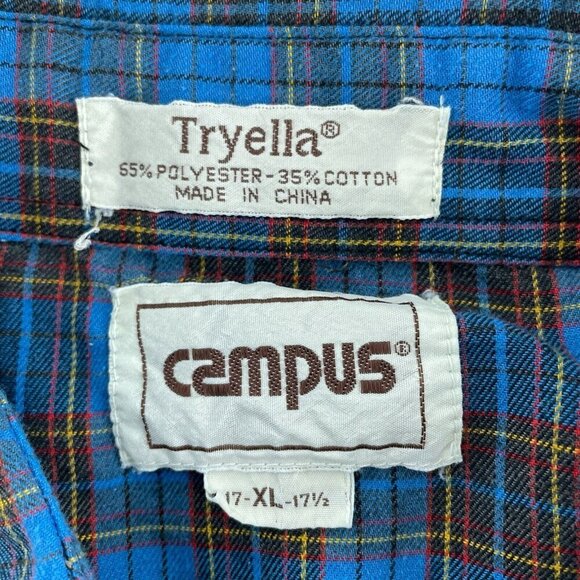 Tryella®
65% POLYESTER - 35% COTTON
MADE IN CHINA
campus®
17-XL-17½